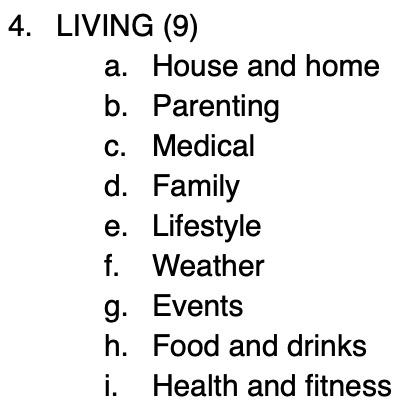 4. LIVING (9)
a. House and home
b. Parenting
c. Medical
d. Family
e. Lifestyle
f. Weather
g. Events
h. Food and drinks
i. Health and fitness